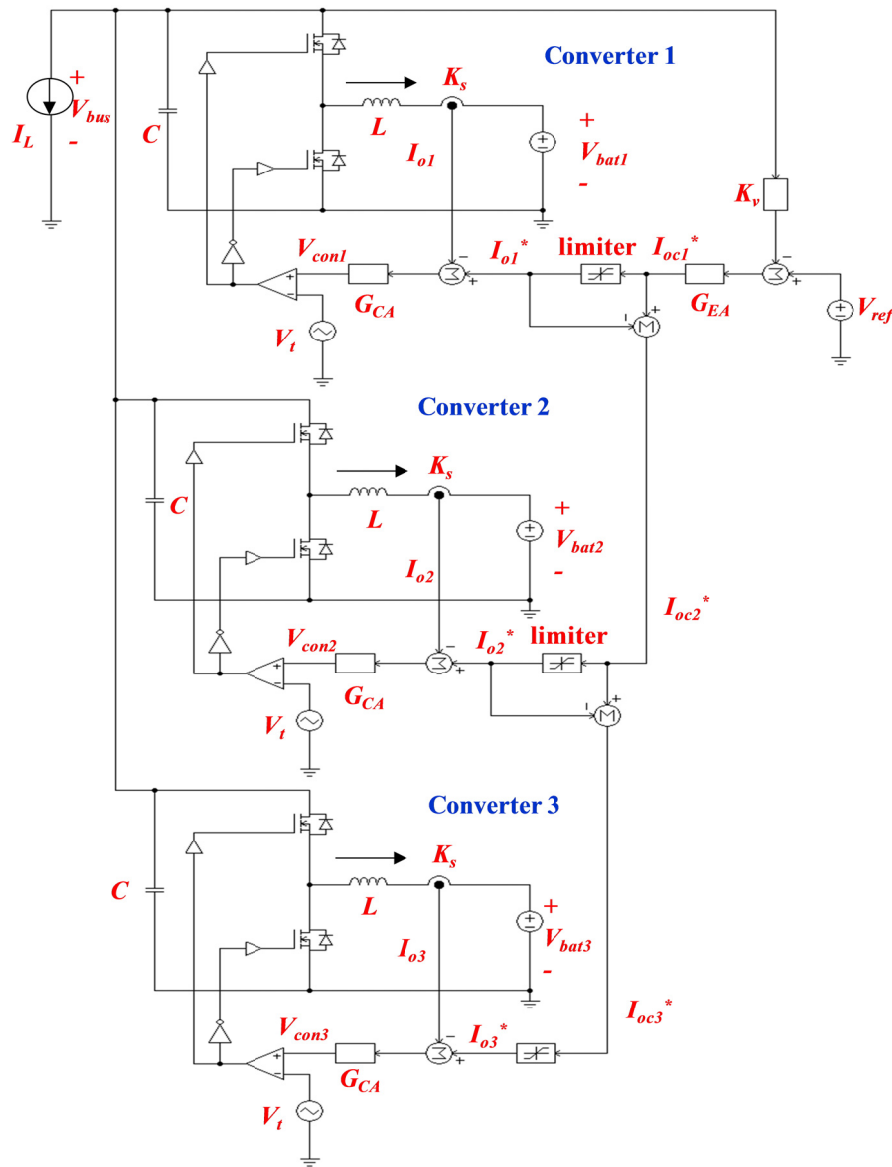 Converter 1
K_s
+
V_bus
-
I_L
C
L
I_o1
+
V_bat1
-
K_v
V_con1
I_o1*
limiter
I_oc1*
-
+
Σ
-
+
Σ
+
-
G_CA
G_EA
V_ref
V_t
-
+
M
Converter 2
K_s
C
L
+
V_bat2
-
I_o2
I_oc2*
V_con2
I_o2*
limiter
-
+
Σ
+
-
G_CA
V_t
-
+
M
Converter 3
K_s
C
L
+
V_bat3
-
I_o3
I_oc3*
V_con3
I_o3*
-
+
Σ
+
-
G_CA
V_t